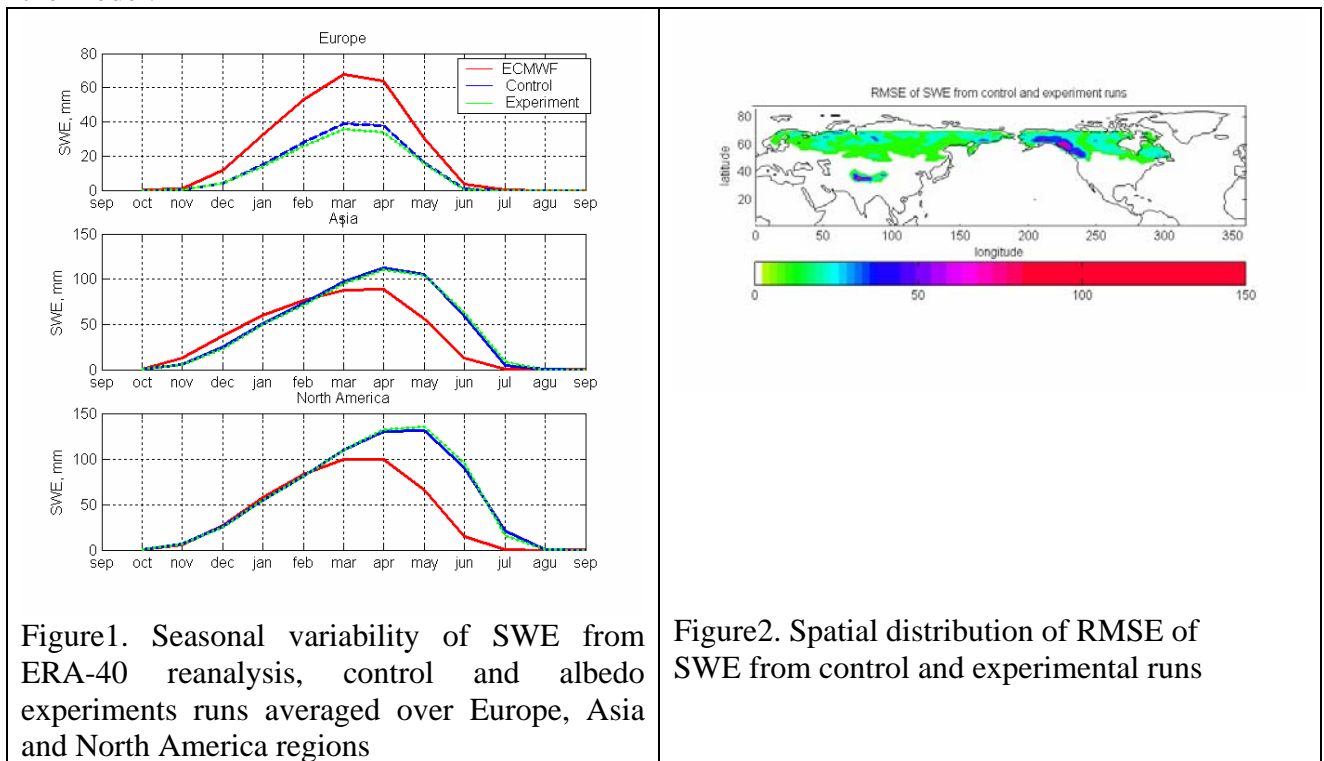 Europe
80
60
40
20
0
SWE, mm
ECMWF
Control
Experiment
sep oct nov dec jan feb mar apr may jun jul agu sep
Asia
150
100
50
0
SWE, mm
sep oct nov dec jan feb mar apr may jun jul agu sep
North America
150
100
50
0
SWE, mm
sep oct nov dec jan feb mar apr may jun jul agu sep
Figure1. Seasonal variability of SWE from
ERA-40 reanalysis, control and albedo
experiments runs averaged over Europe, Asia
and North America regions
RMSE of SWE from control and experiment runs
80
60
40
20
latitude
0 50 100 150 200 250 300 350
longitude
0 50 100 150
Figure2. Spatial distribution of RMSE of
SWE from control and experimental runs